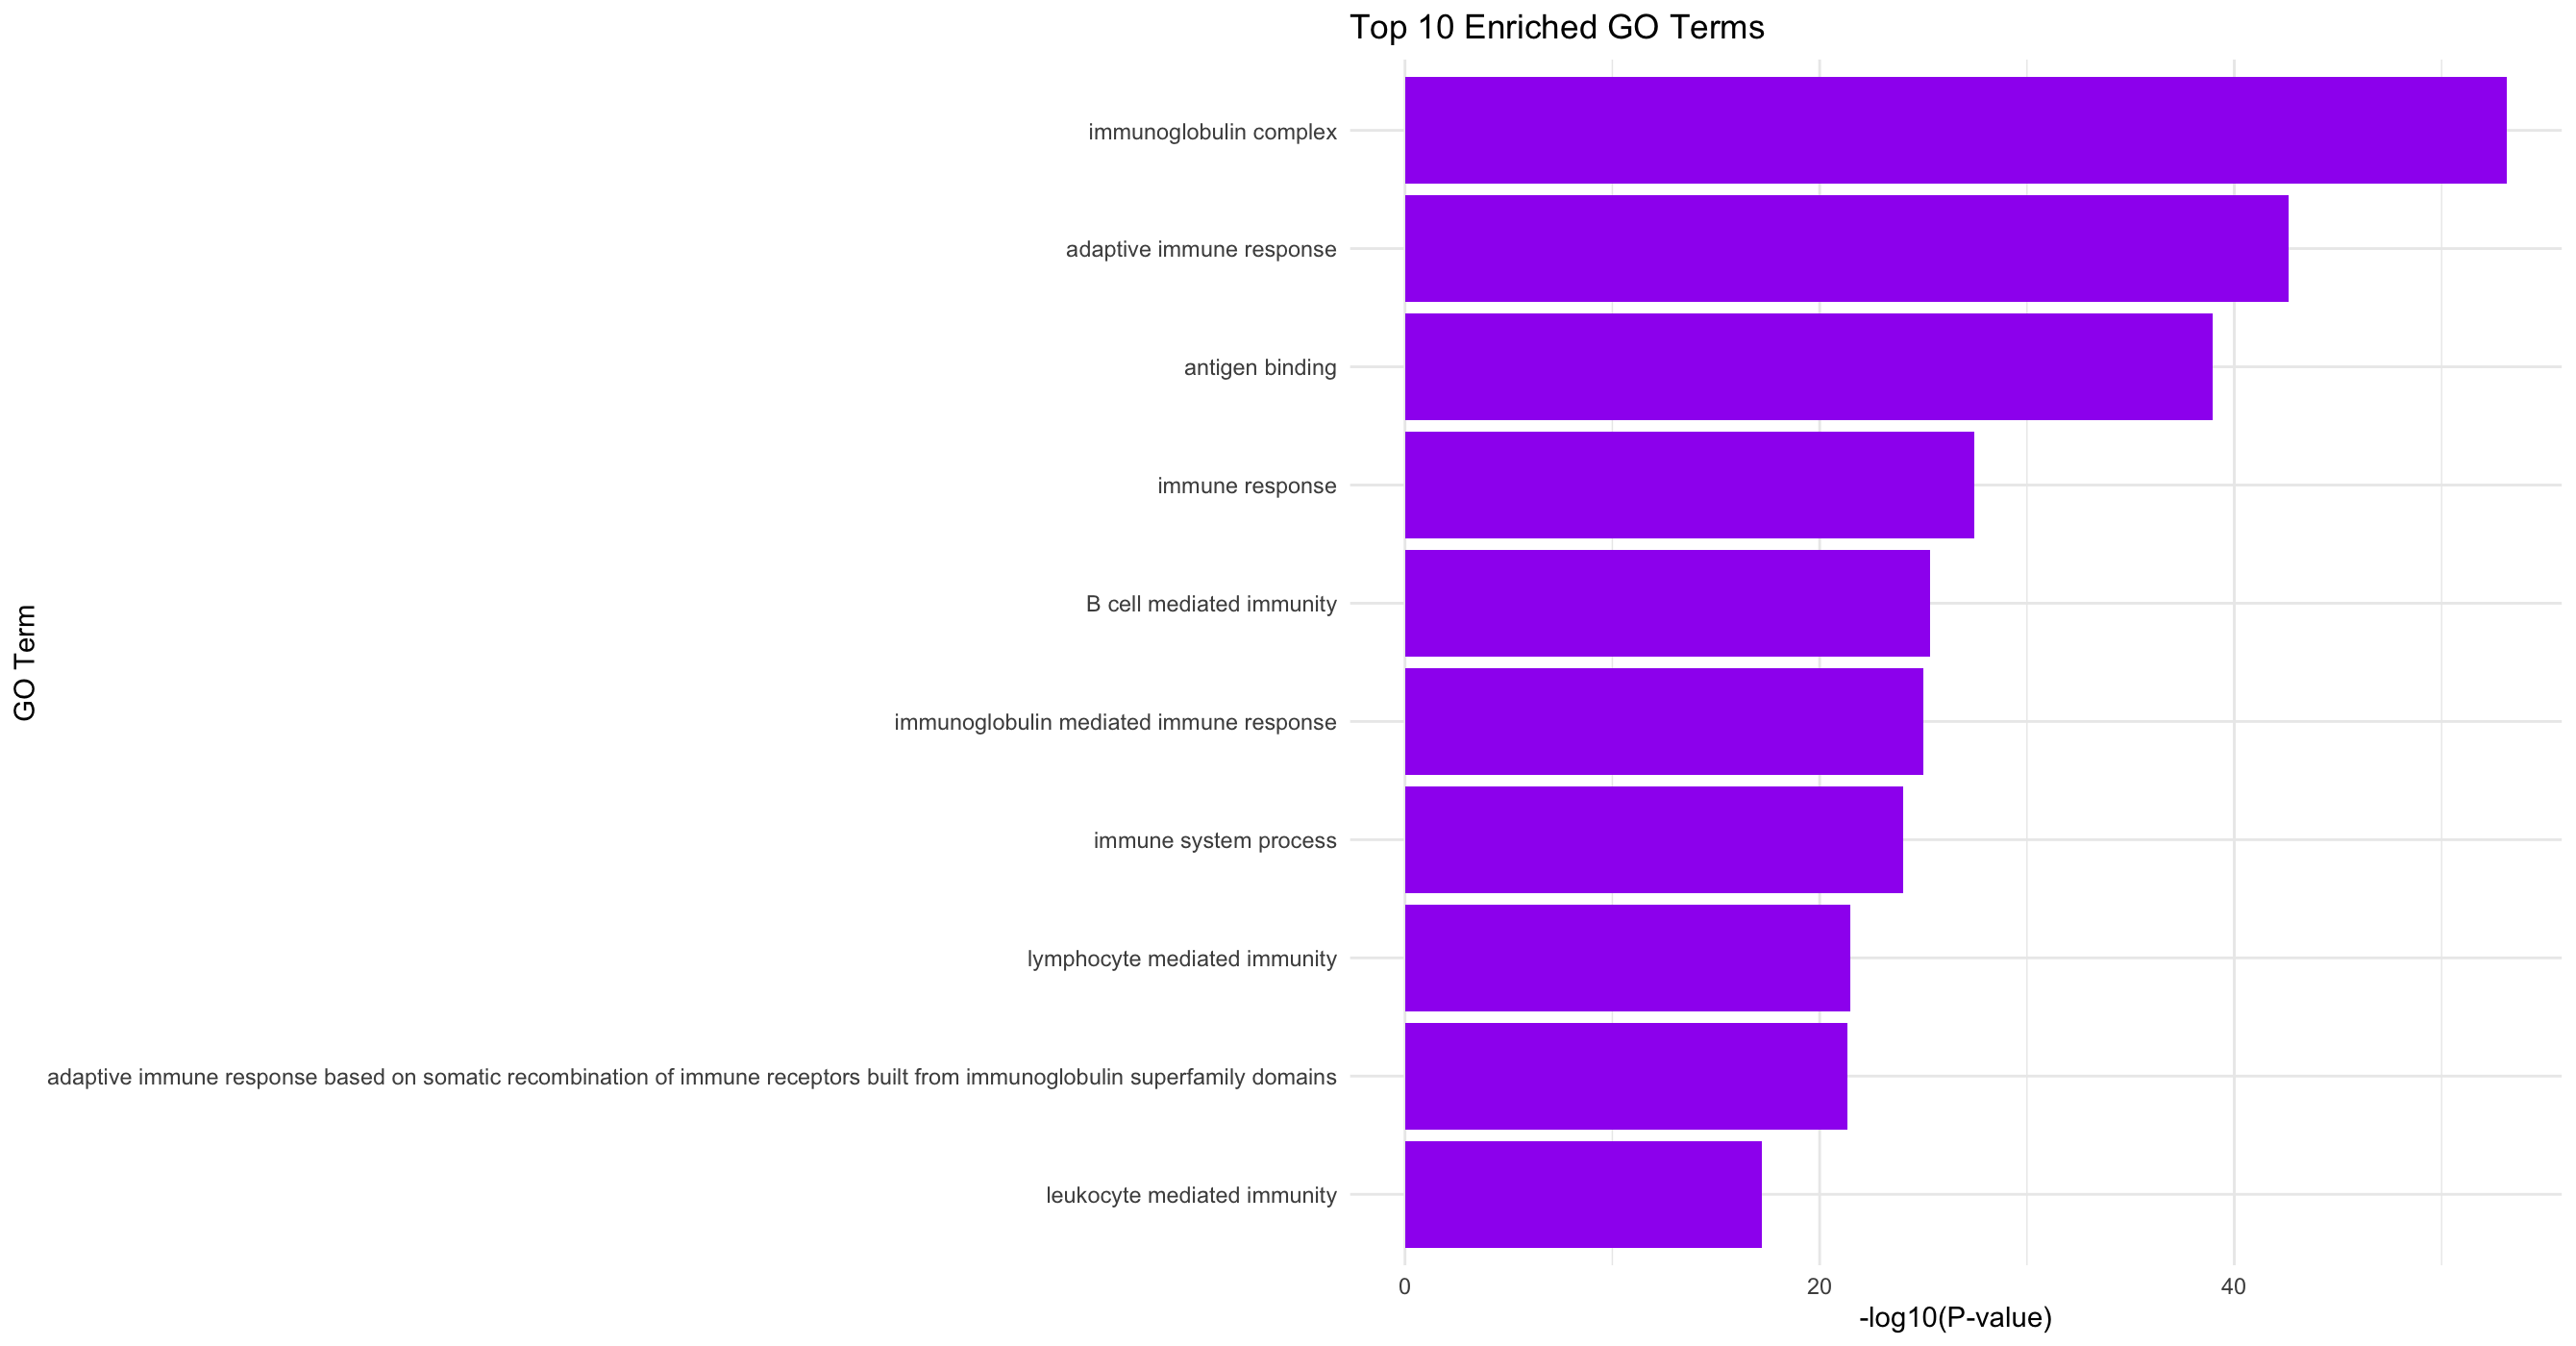 Top 10 Enriched GO Terms
GO Term
immunoglobulin complex
adaptive immune response
antigen binding
immune response
B cell mediated immunity
immunoglobulin mediated immune response
immune system process
lymphocyte mediated immunity
adaptive immune response based on somatic recombination of immune receptors built from immunoglobulin superfamily domains
leukocyte mediated immunity
0 20 40
-log10(P-value)